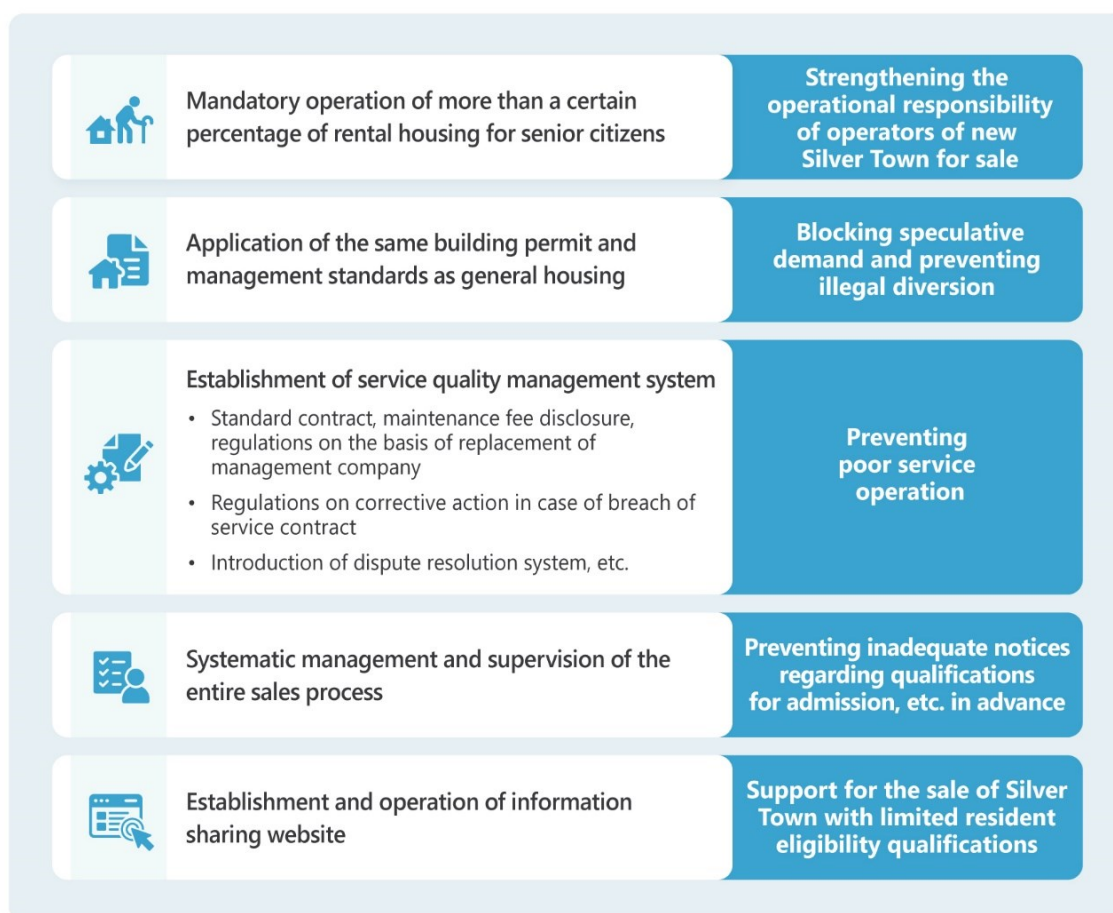 Mandatory operation of more than a certain
percentage of rental housing for senior citizens
Strengthening the
operational responsibility
of operators of new
Silver Town for sale
Application of the same building permit and
management standards as general housing
Blocking speculative
demand and preventing
illegal diversion
Establishment of service quality management system
• Standard contract, maintenance fee disclosure,
regulations on the basis of replacement of
management company
• Regulations on corrective action in case of breach of
service contract
• Introduction of dispute resolution system, etc.
Preventing
poor service
operation
Systematic management and supervision of the
entire sales process
Preventing inadequate notices
regarding qualifications
for admission, etc. in advance
Establishment and operation of information
sharing website
Support for the sale of Silver
Town with limited resident
eligibility qualifications